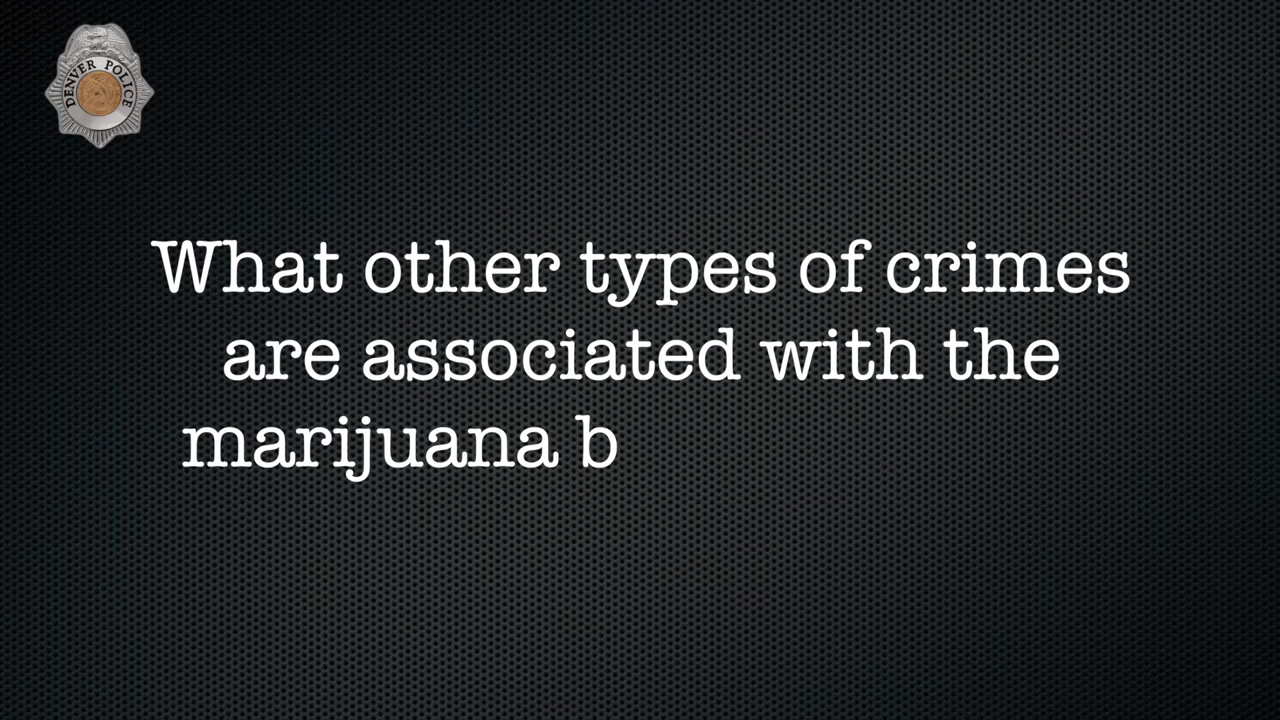 DENVER POLICE
What other types of crimes
are associated with the
marijuana b